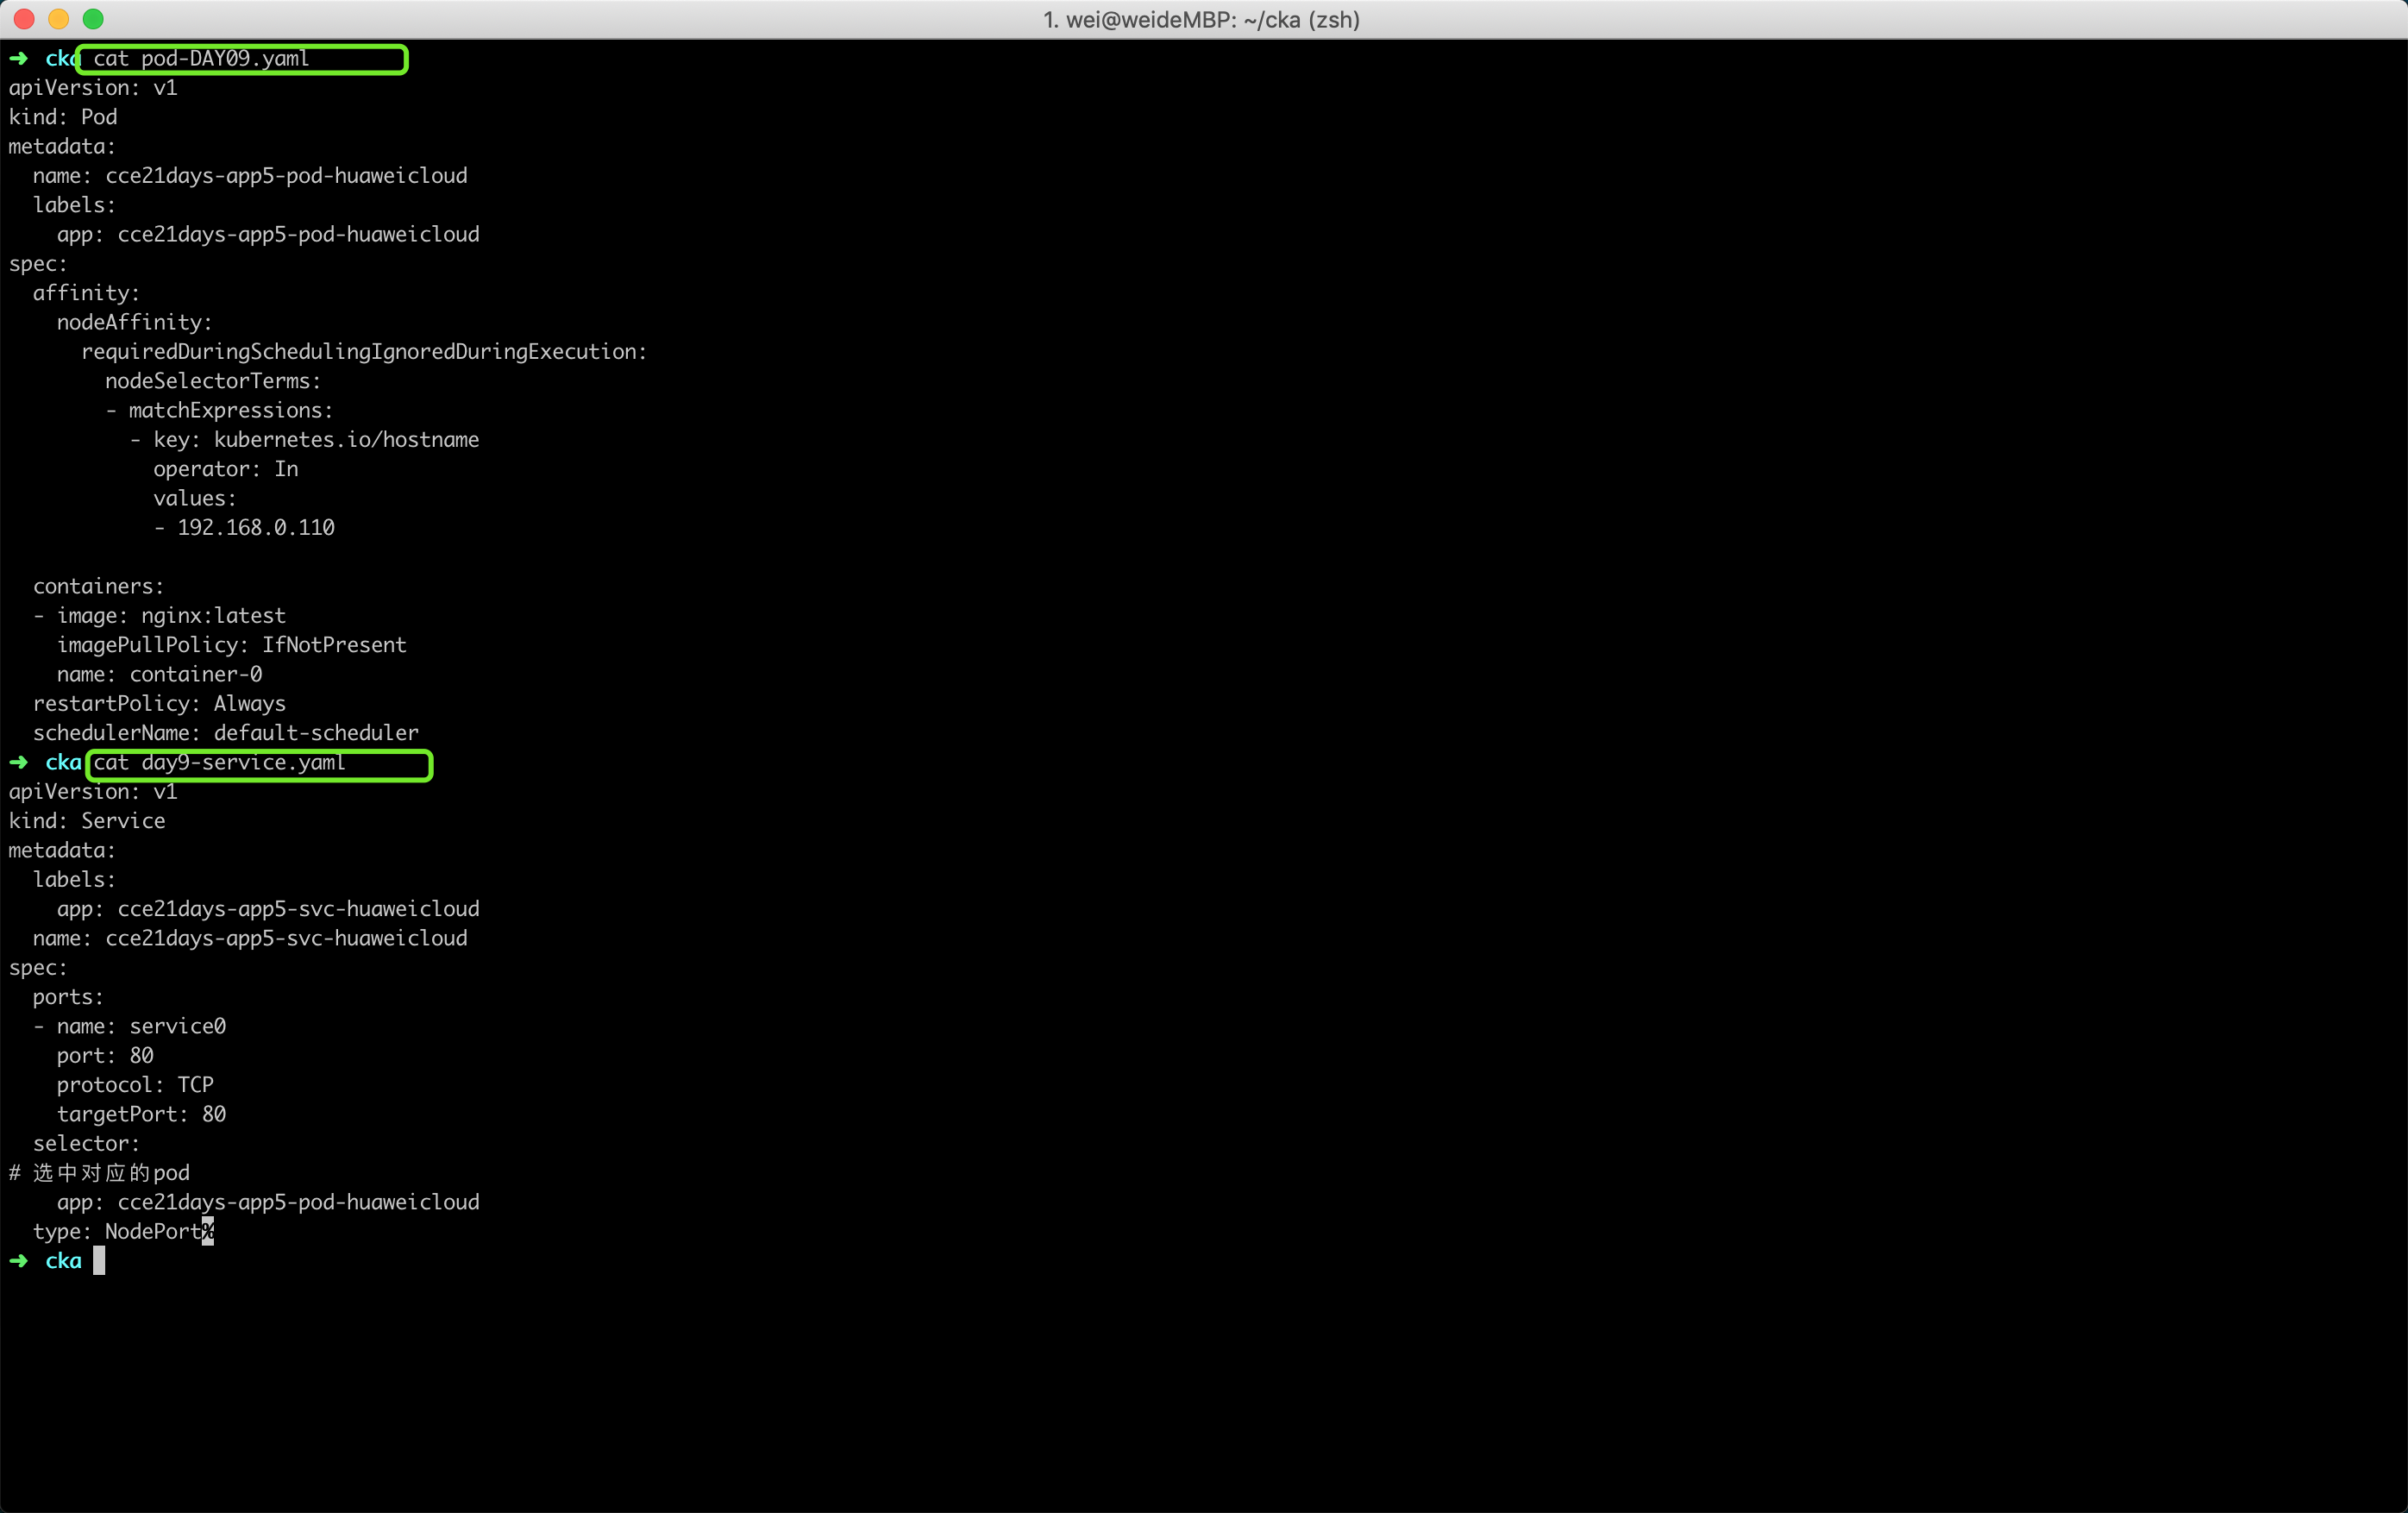 1. wei@weideMBP: ~/cka (zsh)
➜  cka cat pod-DAY09.yaml
apiVersion: v1
kind: Pod
metadata:
  name: cce21days-app5-pod-huaweicloud
  labels:
    app: cce21days-app5-pod-huaweicloud
spec:
  affinity:
    nodeAffinity:
      requiredDuringSchedulingIgnoredDuringExecution:
        nodeSelectorTerms:
        - matchExpressions:
          - key: kubernetes.io/hostname
            operator: In
            values:
            - 192.168.0.110

  containers:
  - image: nginx:latest
    imagePullPolicy: IfNotPresent
    name: container-0
  restartPolicy: Always
  schedulerName: default-scheduler
➜  cka cat day9-service.yaml
apiVersion: v1
kind: Service
metadata:
  labels:
    app: cce21days-app5-svc-huaweicloud
  name: cce21days-app5-svc-huaweicloud
spec:
  ports:
  - name: service0
    port: 80
    protocol: TCP
    targetPort: 80
  selector:
# 选中对应的pod
    app: cce21days-app5-pod-huaweicloud
  type: NodePort%
➜  cka